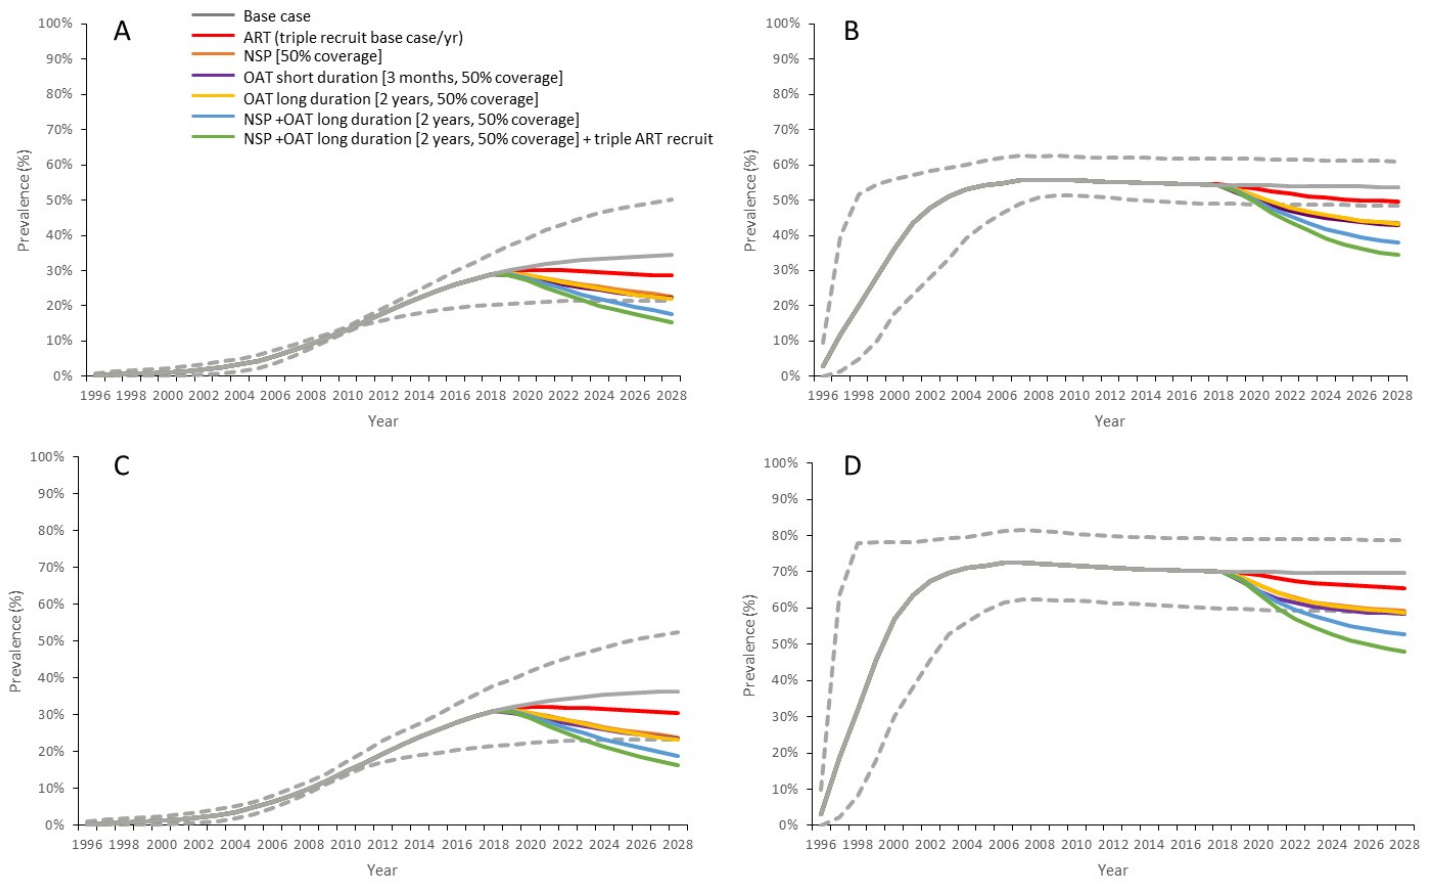 A
Base case
ART (triple recruit base case/yr)
NSP [50% coverage]
OAT short duration [3 months, 50% coverage]
OAT long duration [2 years, 50% coverage]
NSP +OAT long duration [2 years, 50% coverage]
NSP +OAT long duration [2 years, 50% coverage] + triple ART recruit
100%
90%
80%
70%
60%
50%
40%
30%
20%
10%
0%
Prevalence (%)
1996 1998 2000 2002 2004 2006 2008 2010 2012 2014 2016 2018 2020 2022 2024 2026 2028
Year
B
100%
90%
80%
70%
60%
50%
40%
30%
20%
10%
0%
Prevalence (%)
1996 1998 2000 2002 2004 2006 2008 2010 2012 2014 2016 2018 2020 2022 2024 2026 2028
Year
C
100%
90%
80%
70%
60%
50%
40%
30%
20%
10%
0%
Prevalence (%)
1996 1998 2000 2002 2004 2006 2008 2010 2012 2014 2016 2018 2020 2022 2024 2026 2028
Year
D
100%
90%
80%
70%
60%
50%
40%
30%
20%
10%
0%
Prevalence (%)
1996 1998 2000 2002 2004 2006 2008 2010 2012 2014 2016 2018 2020 2022 2024 2026 2028
Year